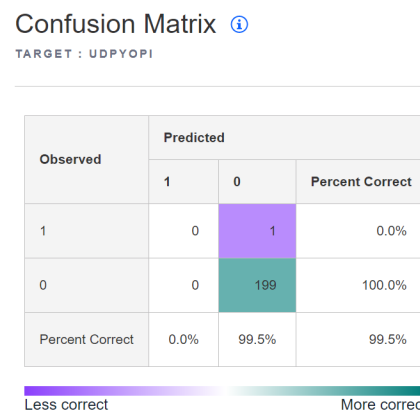 Confusion Matrix
TARGET : UDPYOPI
Observed
Predicted
1 0 Percent Correct
1 0 1 0.0%
0 0 199 100.0%
Percent Correct 0.0% 99.5% 99.5%
Less correct More correc